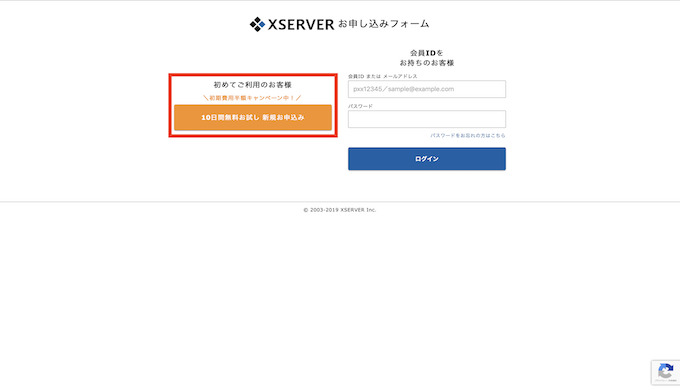 XSERVER お申し込みフォーム
初めてご利用のお客様
＼初期費用半額キャンペーン中！／
10日間無料お試し 新規お申込み
会員IDを
お持ちのお客様
会員ID または メールアドレス
pxx12345／sample@example.com
パスワード
パスワードをお忘れの方はこちら
ログイン
© 2003-2019 XSERVER Inc.